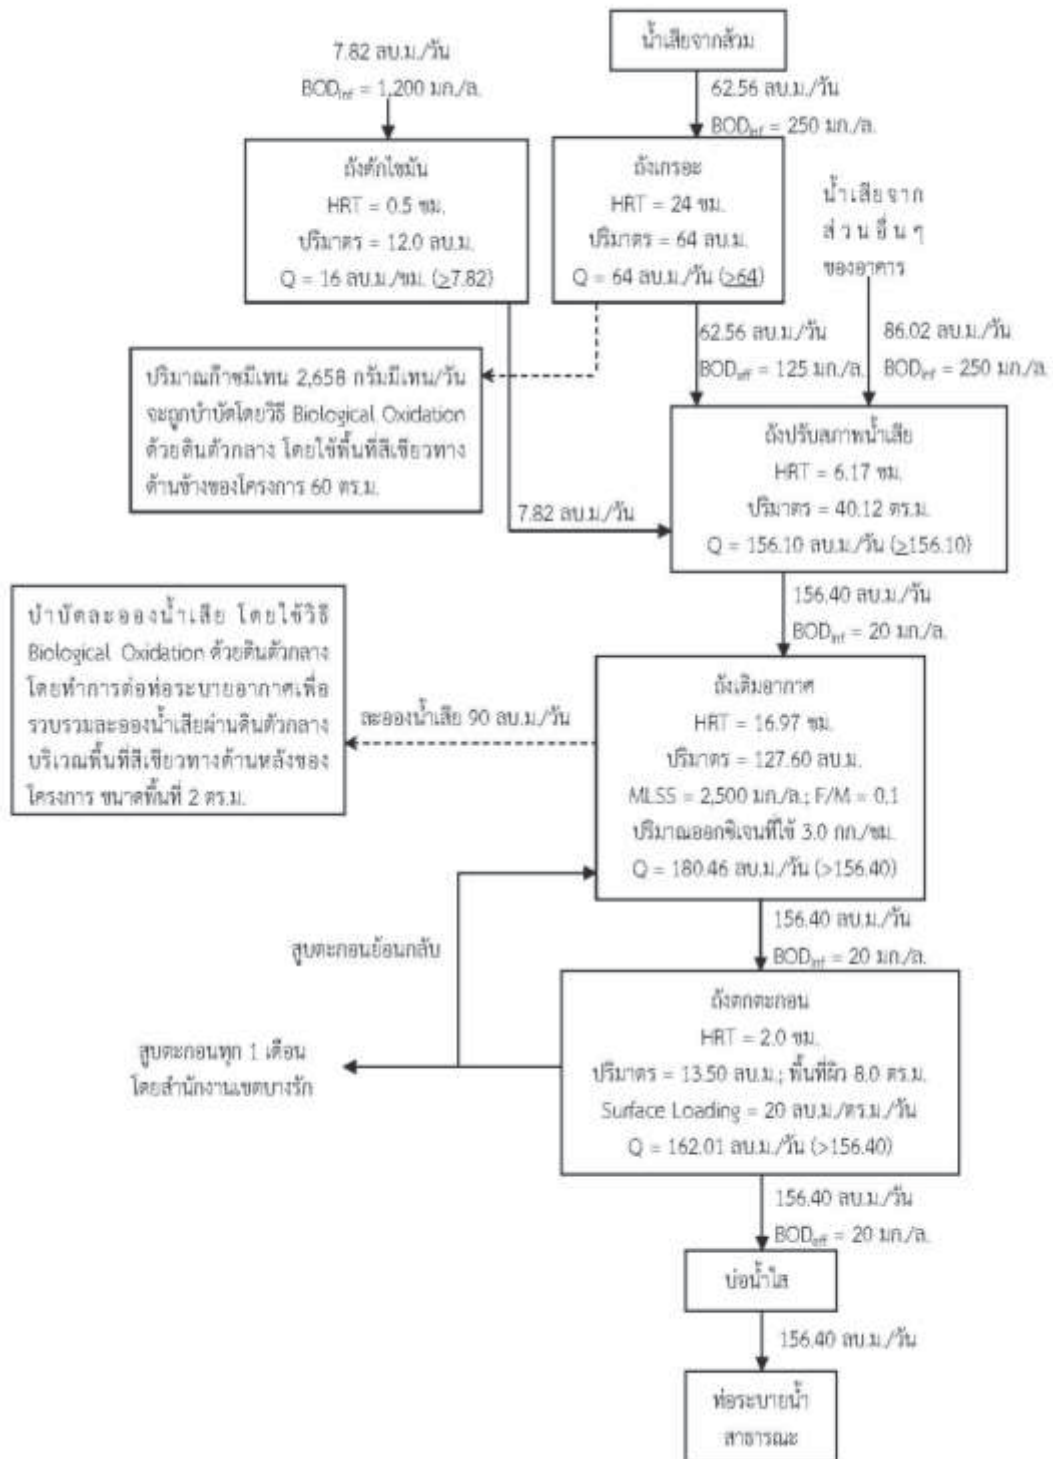 น้ำเสียจากส้วม
7.82 ลบ.ม./วัน
BODinf = 1,200 มก./ล.
62.56 ลบ.ม./วัน
BODinf = 250 มก./ล.
ถังดักไขมัน
HRT = 0.5 ชม.
ปริมาตร = 12.0 ลบ.ม.
Q = 16 ลบ.ม./ชม. (≥7.82)
ถังเกรอะ
HRT = 24 ชม.
ปริมาตร = 64 ลบ.ม.
Q = 64 ลบ.ม./วัน (≥64)
น้ำเสียจาก
ส่วนอื่นๆ
ของอาคาร
62.56 ลบ.ม./วัน
BODeff = 125 มก./ล.
86.02 ลบ.ม./วัน
BODinf = 250 มก./ล.
ปริมาณก๊าซมีเทน 2,658 กรัมมีเทน/วัน
จะถูกบำบัดโดยวิธี Biological Oxidation
ด้วยดินตัวกลาง โดยใช้พื้นที่สีเขียวทาง
ด้านข้างของโครงการ 60 ตร.ม.
ถังปรับสภาพน้ำเสีย
HRT = 6.17 ชม.
ปริมาตร = 40.12 ตร.ม.
Q = 156.10 ลบ.ม./วัน (≥156.10)
7.82 ลบ.ม./วัน
156.40 ลบ.ม./วัน
BODinf = 20 มก./ล.
บำบัดละอองน้ำเสีย โดยใช้วิธี
Biological Oxidation ด้วยดินตัวกลาง
โดยทำการต่อท่อระบายอากาศเพื่อ
รวบรวมละอองน้ำเสียผ่านดินตัวกลาง
บริเวณพื้นที่สีเขียวทางด้านหลังของ
โครงการ ขนาดพื้นที่ 2 ตร.ม.
ละอองน้ำเสีย 90 ลบ.ม./วัน
ถังเติมอากาศ
HRT = 16.97 ชม.
ปริมาตร = 127.60 ลบ.ม.
MLSS = 2,500 มก./ล.; F/M = 0.1
ปริมาณออกซิเจนที่ใช้ 3.0 กก./ชม.
Q = 180.46 ลบ.ม./วัน (>156.40)
156.40 ลบ.ม./วัน
BODinf = 20 มก./ล.
สูบตะกอนย้อนกลับ
ถังตกตะกอน
HRT = 2.0 ชม.
ปริมาตร = 13.50 ลบ.ม.; พื้นที่ผิว 8.0 ตร.ม.
Surface Loading = 20 ลบ.ม./ตร.ม./วัน
Q = 162.01 ลบ.ม./วัน (>156.40)
สูบตะกอนทุก 1 เดือน
โดยสำนักงานเขตบางรัก
156.40 ลบ.ม./วัน
BODeff = 20 มก./ล.
บ่อน้ำใส
156.40 ลบ.ม./วัน
ท่อระบายน้ำ
สาธารณะ